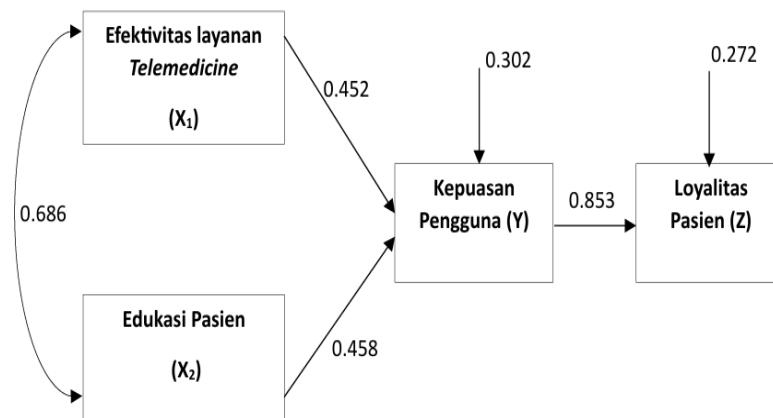 Efektivitas layanan
Telemedicine
(X₁)
0.452
0.302
0.272
0.686
Kepuasan
Pengguna (Y)
0.853
Loyalitas
Pasien (Z)
Edukasi Pasien
(X₂)
0.458